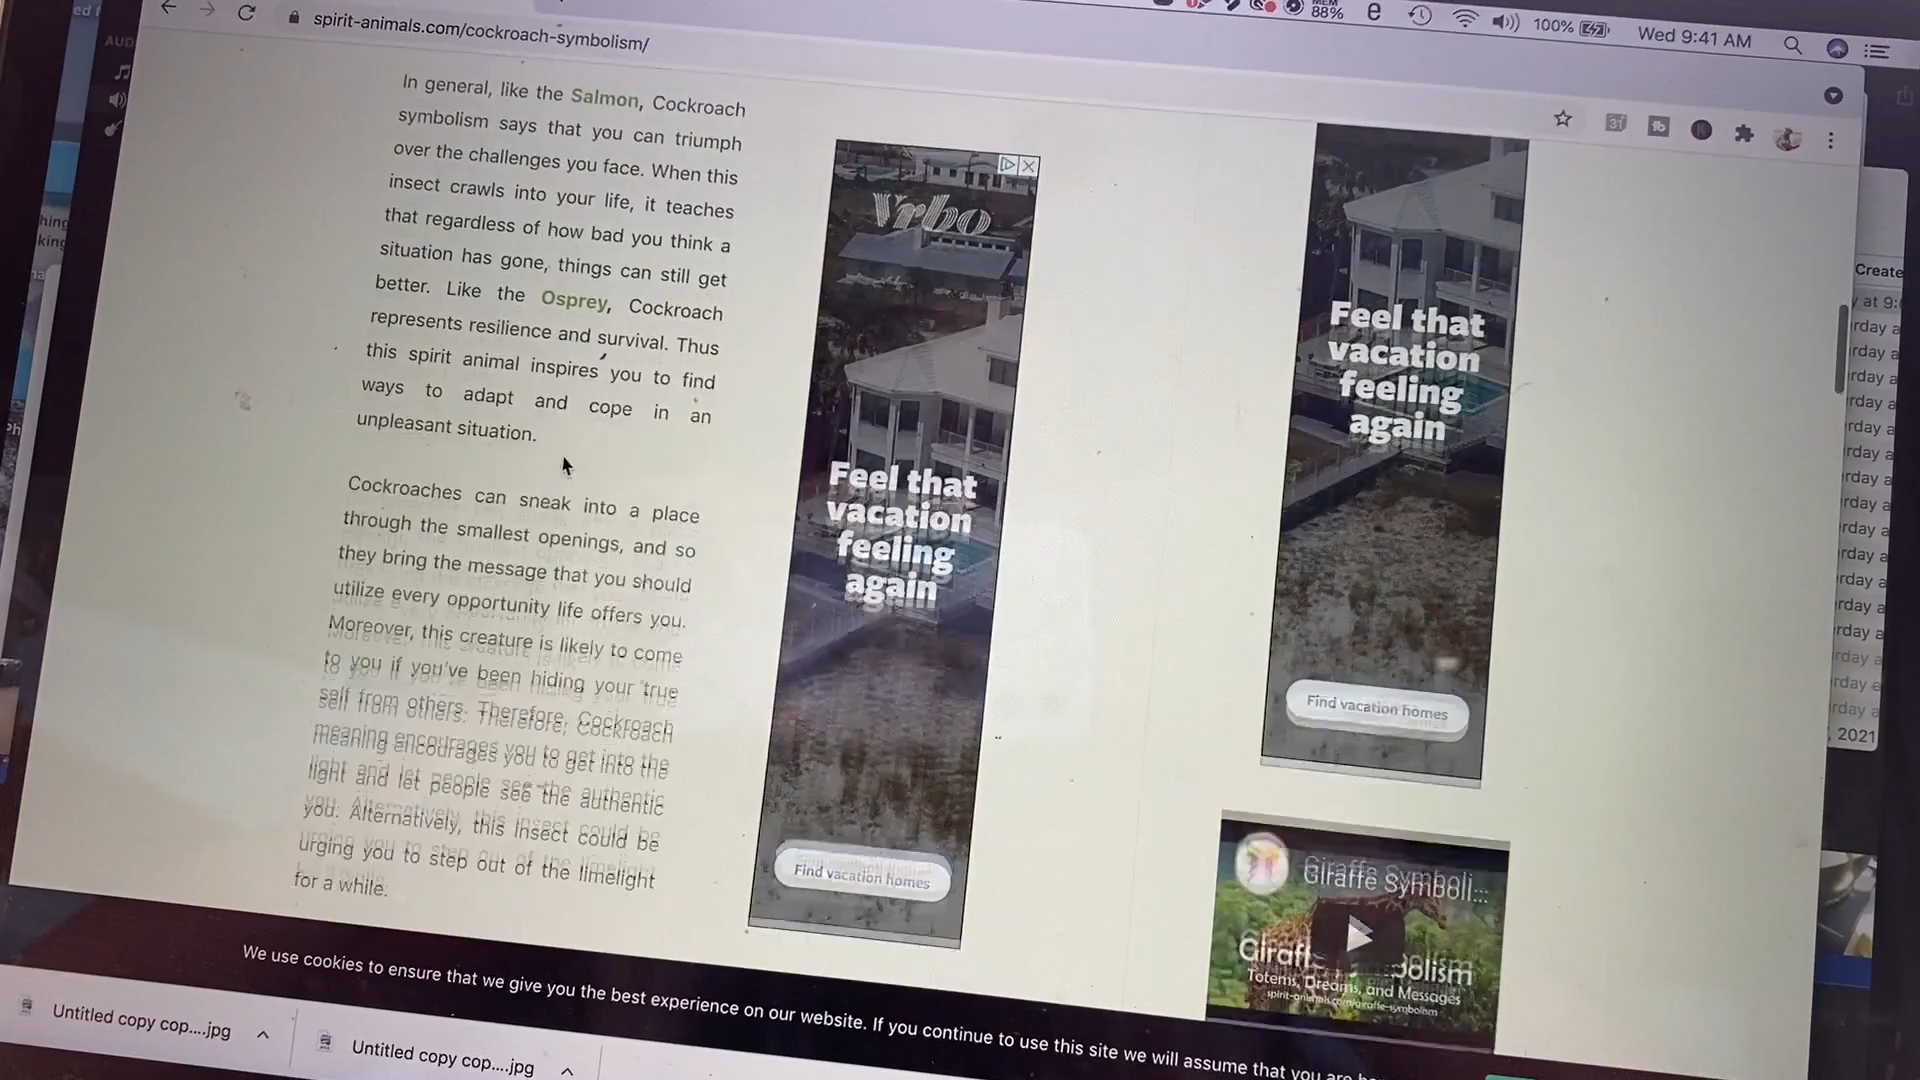 spirit-animals.com/cockroach-symbolism/
88%
100%
Wed 9:41 AM
In general, like the Salmon, Cockroach
symbolism says that you can triumph
over the challenges you face. When this
insect crawls into your life, it teaches
that regardless of how bad you think a
situation has gone, things can still get
better. Like the Osprey, Cockroach
represents resilience and survival. Thus
this spirit animal inspires you to find
ways to adapt and cope in an
unpleasant situation.
Cockroaches can sneak into a place
through the smallest openings, and so
they bring the message that you should
utilize every opportunity life offers you.
Moreover, this creature is likely to come
to you if you've been hiding your true
self from others. Therefore, Cockroach
meaning encourages you to get into the
light and let people see the authentic
you. Alternatively, this insect could be
urging you to step out of the limelight
for a while.
Vrbo
Feel that
vacation
feeling
again
Find vacation homes
Feel that
vacation
feeling
again
Find vacation homes
Giraffe Symboli...
Totems, Dreams, and Messages
spirit-animals.com/giraffe-symbolism
We use cookies to ensure that we give you the best experience on our website. If you continue to use this site we will assume that you are
Untitled copy cop....jpg
Untitled copy cop....jpg
Create
2021